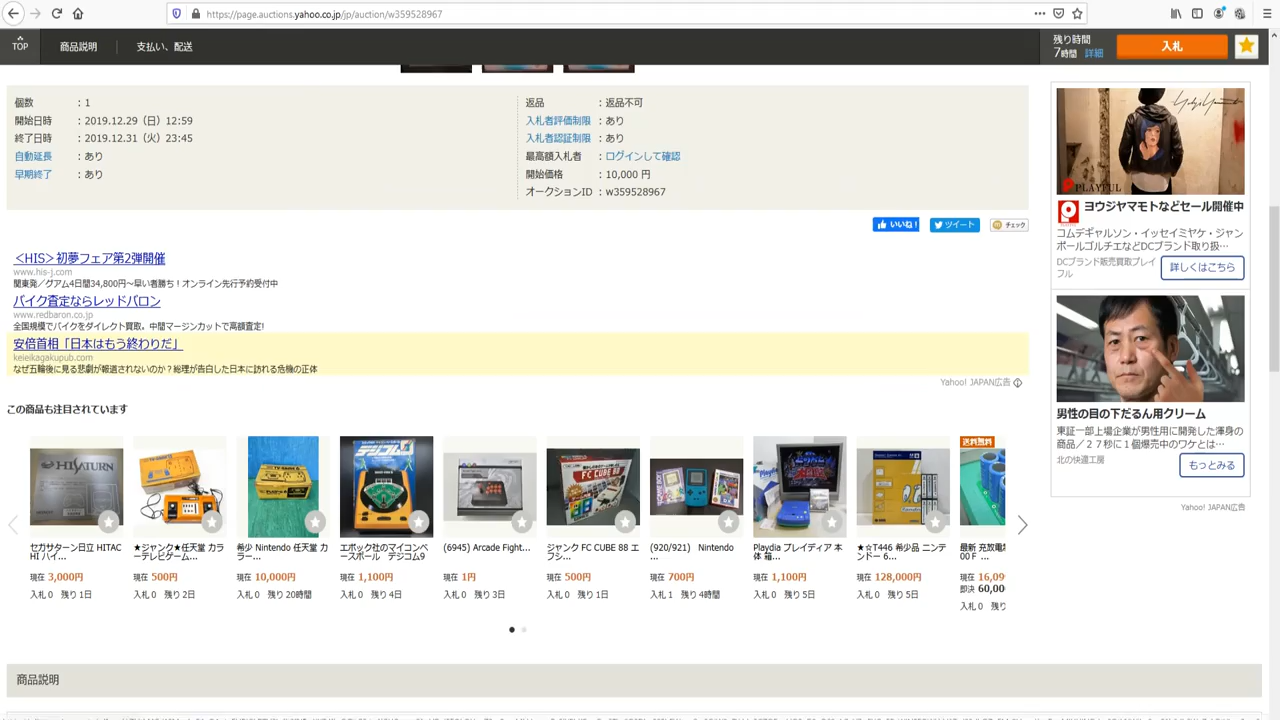 https://page.auctions.yahoo.co.jp/jp/auction/w359528967
TOP
商品説明
支払い、配送
残り時間
7時間 詳細
入札
個数 : 1
開始日時 : 2019.12.29（日）12:59
終了日時 : 2019.12.31（火）23:45
自動延長 : あり
早期終了 : あり
返品 : 返品不可
入札者評価制限 : あり
入札者認証制限 : あり
最高額入札者 : ログインして確認
開始価格 : 10,000 円
オークションID : w359528967
いいね!
ツイート
チェック
＜HIS＞初夢フェア第2弾開催
www.his-j.com
関東発／グアム4日間34,800円～早い者勝ち！オンライン先行予約受付中
バイク査定ならレッドバロン
www.redbaron.co.jp
全国規模でバイクをダイレクト買取。中間マージンカットで高額査定!
安倍首相「日本はもう終わりだ」
keieikagakupub.com
なぜ五輪後に見る悲劇が報道されないのか？総理が告白した日本に訪れる危機の正体
Yahoo! JAPAN広告
この商品も注目されています
セガサターン日立 HITAC
HI ハイ...
現在 3,000円
入札 0 残り 1日
★ジャンク★任天堂 カラ
ーテレビゲーム...
現在 500円
入札 0 残り 2日
希少 Nintendo 任天堂 カ
ラー...
現在 10,000円
入札 0 残り 20時間
エポック社のマイコンベ
ースボール デジコム9
現在 1,100円
入札 0 残り 4日
(6945) Arcade Fight...
現在 1円
入札 0 残り 3日
ジャンク FC CUBE 88 エ
フシ...
現在 500円
入札 0 残り 1日
(920/921) Nintendo
...
現在 700円
入札 1 残り 4時間
Playdia プレイディア 本
体 箱...
現在 1,100円
入札 0 残り 5日
★☆T446 希少品 ニンテ
ンドー 6...
現在 128,000円
入札 0 残り 5日
送料無料
最新 充放電
00 F ...
現在 16,09
即決 60,00
入札 0 残り
商品説明
PLAYFUL
ヨウジヤマモトなどセール開催中
コムデギャルソン・イッセイミヤケ・ジャン
ポールゴルチエなどDCブランド取り扱…
DCブランド販売買取プレイ
フル
詳しくはこちら
男性の目の下だるん用クリーム
東証一部上場企業が男性用に開発した渾身の
商品／２７秒に１個爆売中のワケとは…
北の快適工房
もっとみる
Yahoo! JAPAN広告